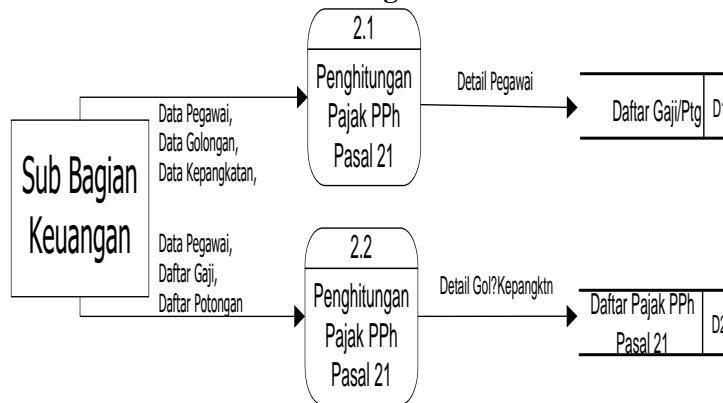 2.1
Penghitungan
Pajak PPh
Pasal 21
Detail Pegawai
Daftar Gaji/Ptg
D1
Data Pegawai,
Data Golongan,
Data Kepangkatan,
Sub Bagian
Keuangan
Data Pegawai,
Daftar Gaji,
Daftar Potongan
2.2
Penghitungan
Pajak PPh
Pasal 21
Detail Gol?Kepangktn
Daftar Pajak PPh
Pasal 21
D2